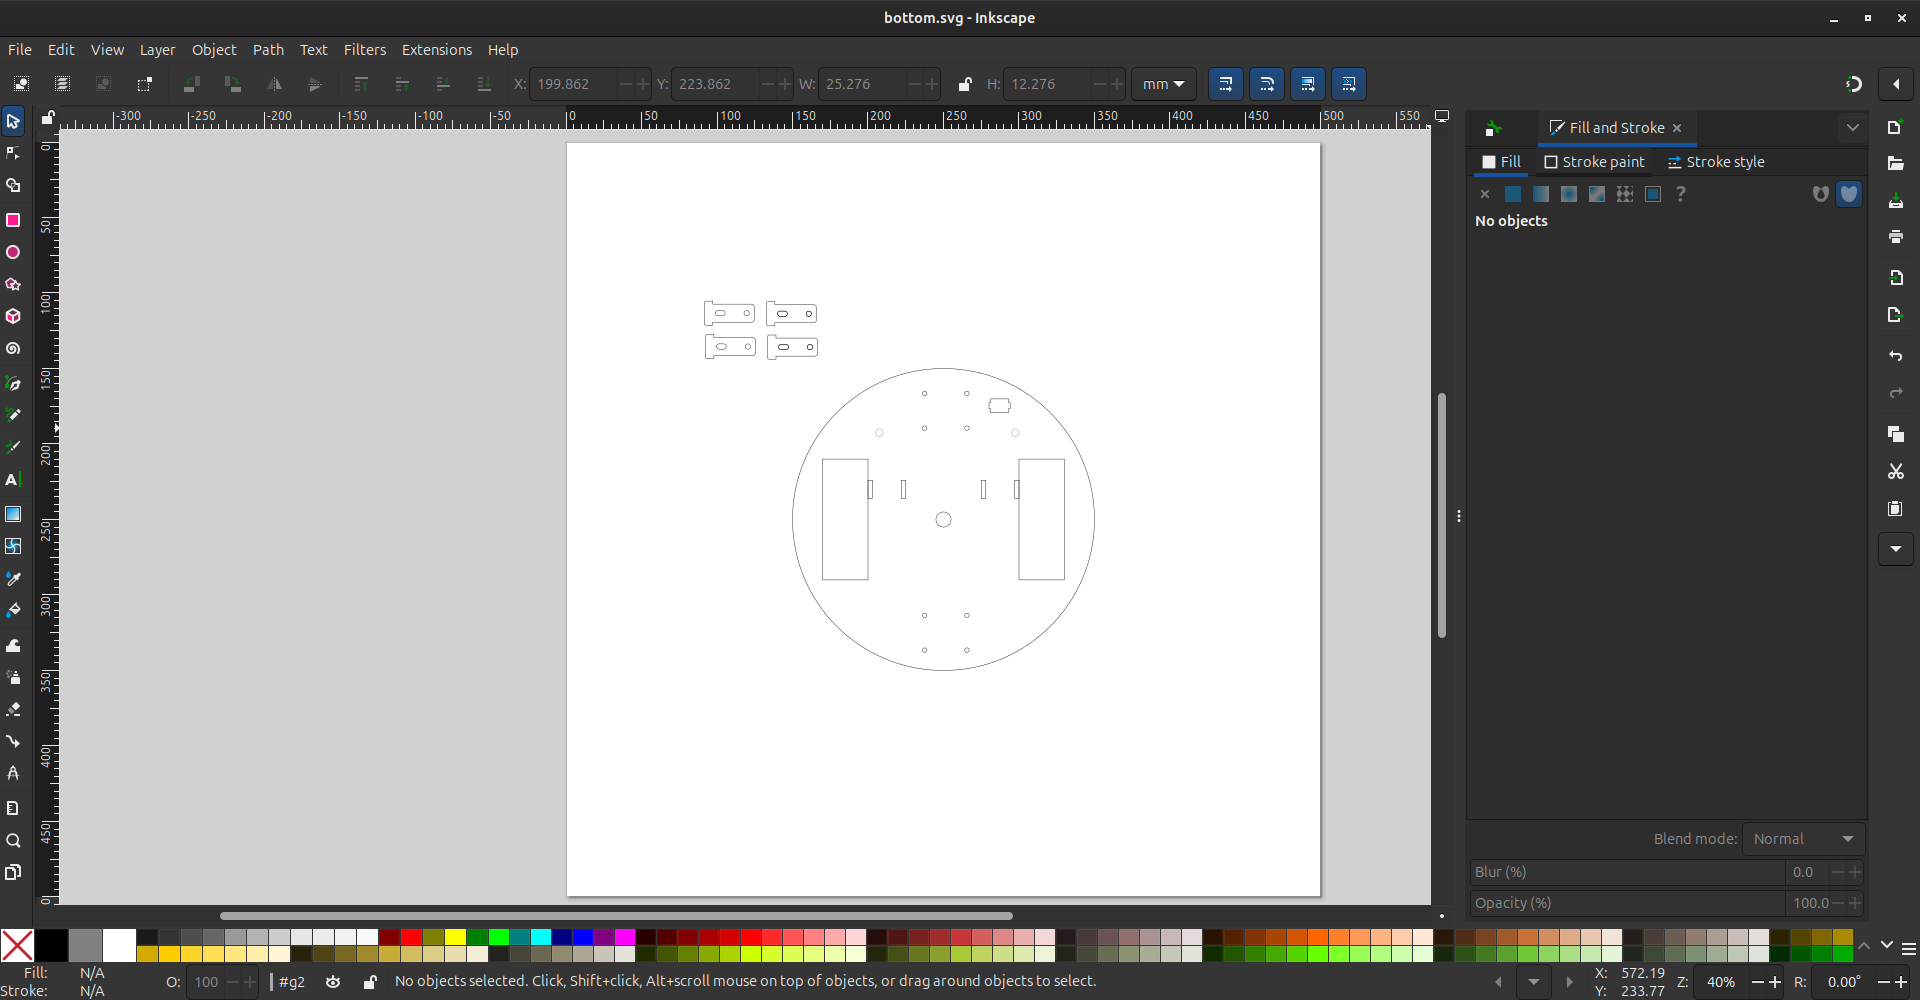 bottom.svg - Inkscape
File Edit View Layer Object Path Text Filters Extensions Help
X: 199.862 Y: 223.862 W: 25.276 H: 12.276 mm
-300 -250 -200 -150 -100 -50 0 50 100 150 200 250 300 350 400 450 500 550
0
50
100
150
200
250
300
350
400
450
Fill and Stroke
Fill Stroke paint Stroke style
?
No objects
Blend mode: Normal
Blur (%) 0.0
Opacity (%) 100.0
Fill: N/A
Stroke: N/A
O: 100
#g2
No objects selected. Click, Shift+click, Alt+scroll mouse on top of objects, or drag around objects to select.
X: 572.19
Y: 233.77
Z: 40%
R: 0.00°